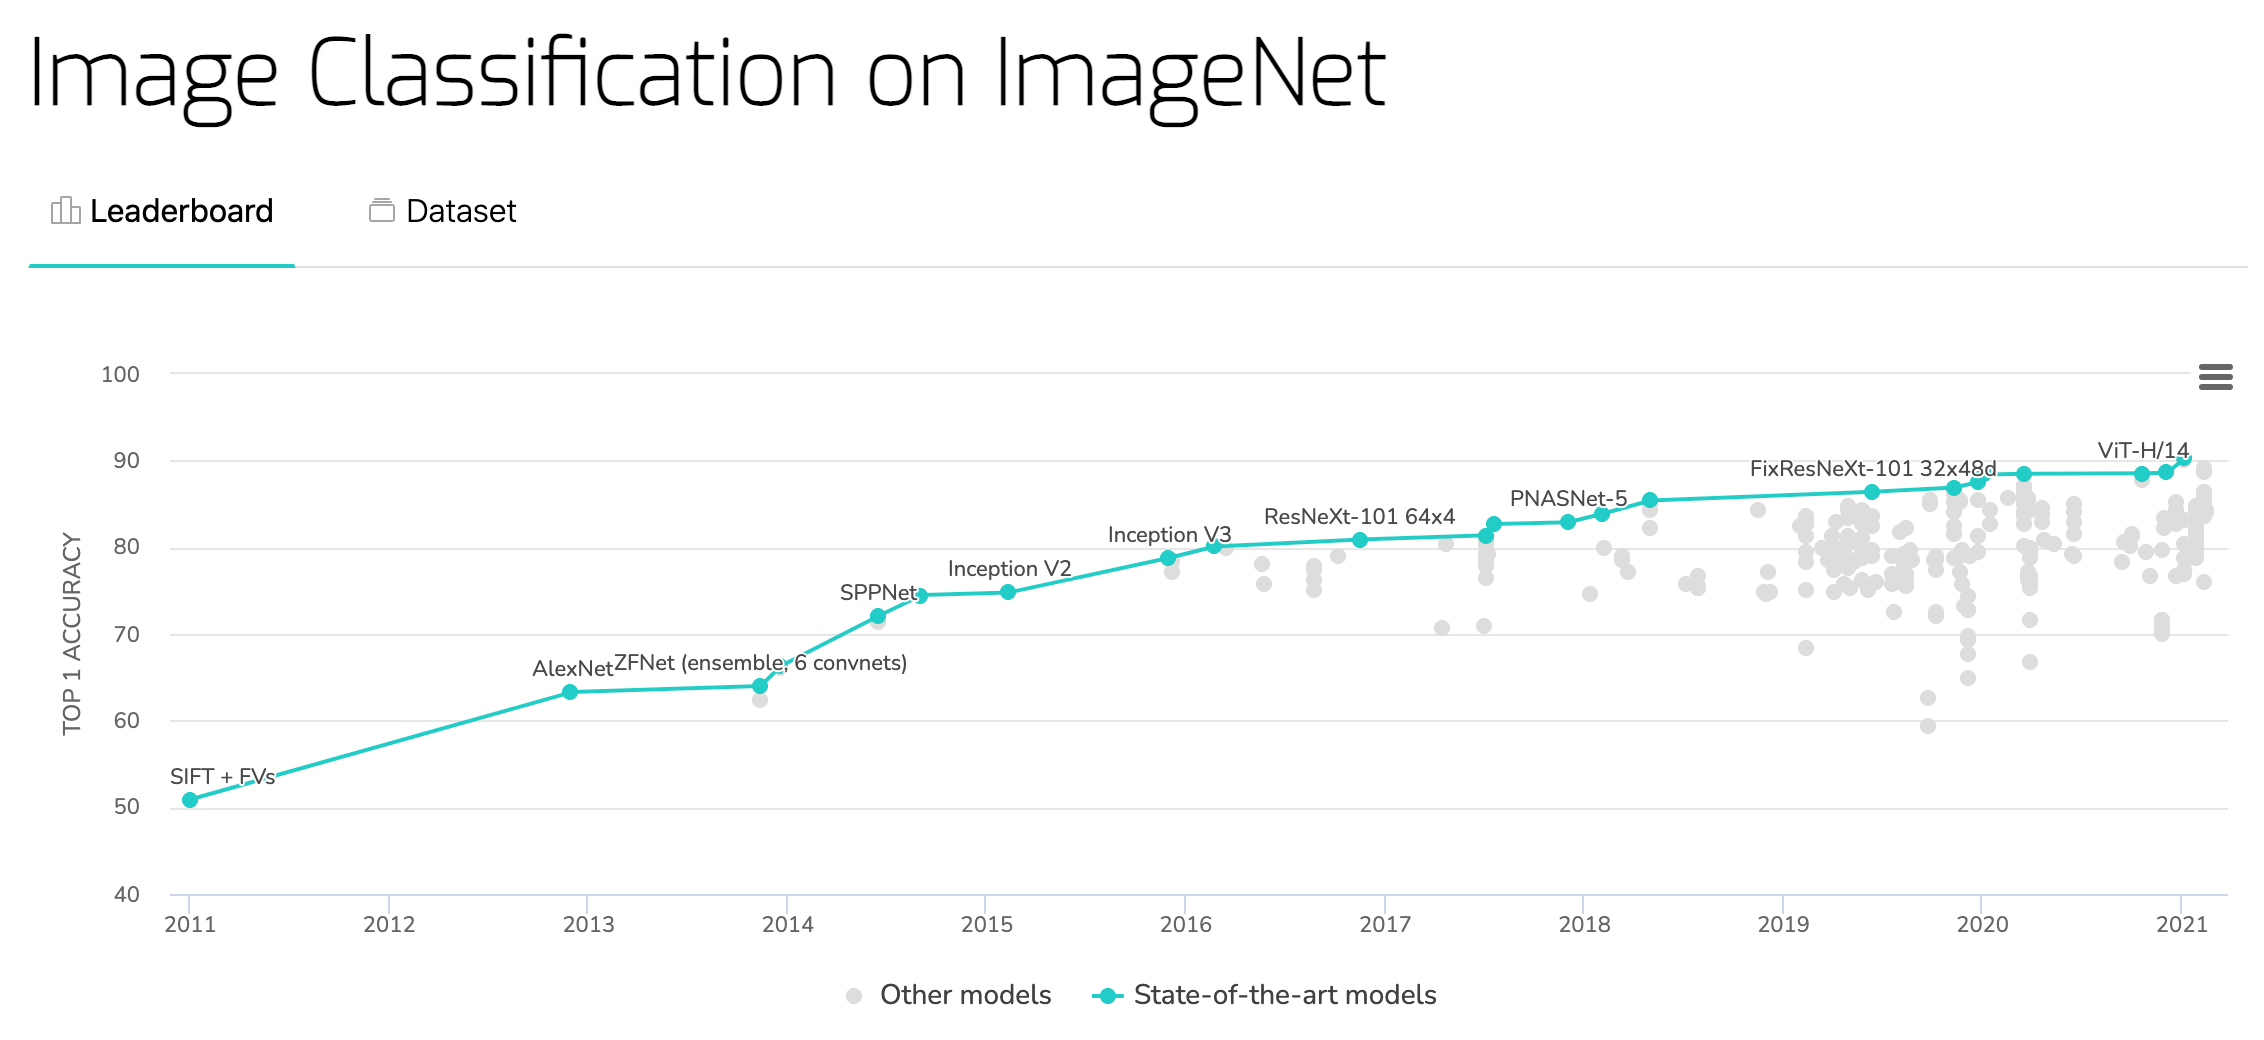 Image Classification on ImageNet
Leaderboard
Dataset
TOP 1 ACCURACY
100
90
80
70
60
50
40
SIFT + FVs
AlexNet
ZFNet (ensemble, 6 convnets)
SPPNet
Inception V2
Inception V3
ResNeXt-101 64x4
PNASNet-5
FixResNeXt-101 32x48d
ViT-H/14
2011
2012
2013
2014
2015
2016
2017
2018
2019
2020
2021
Other models
State-of-the-art models